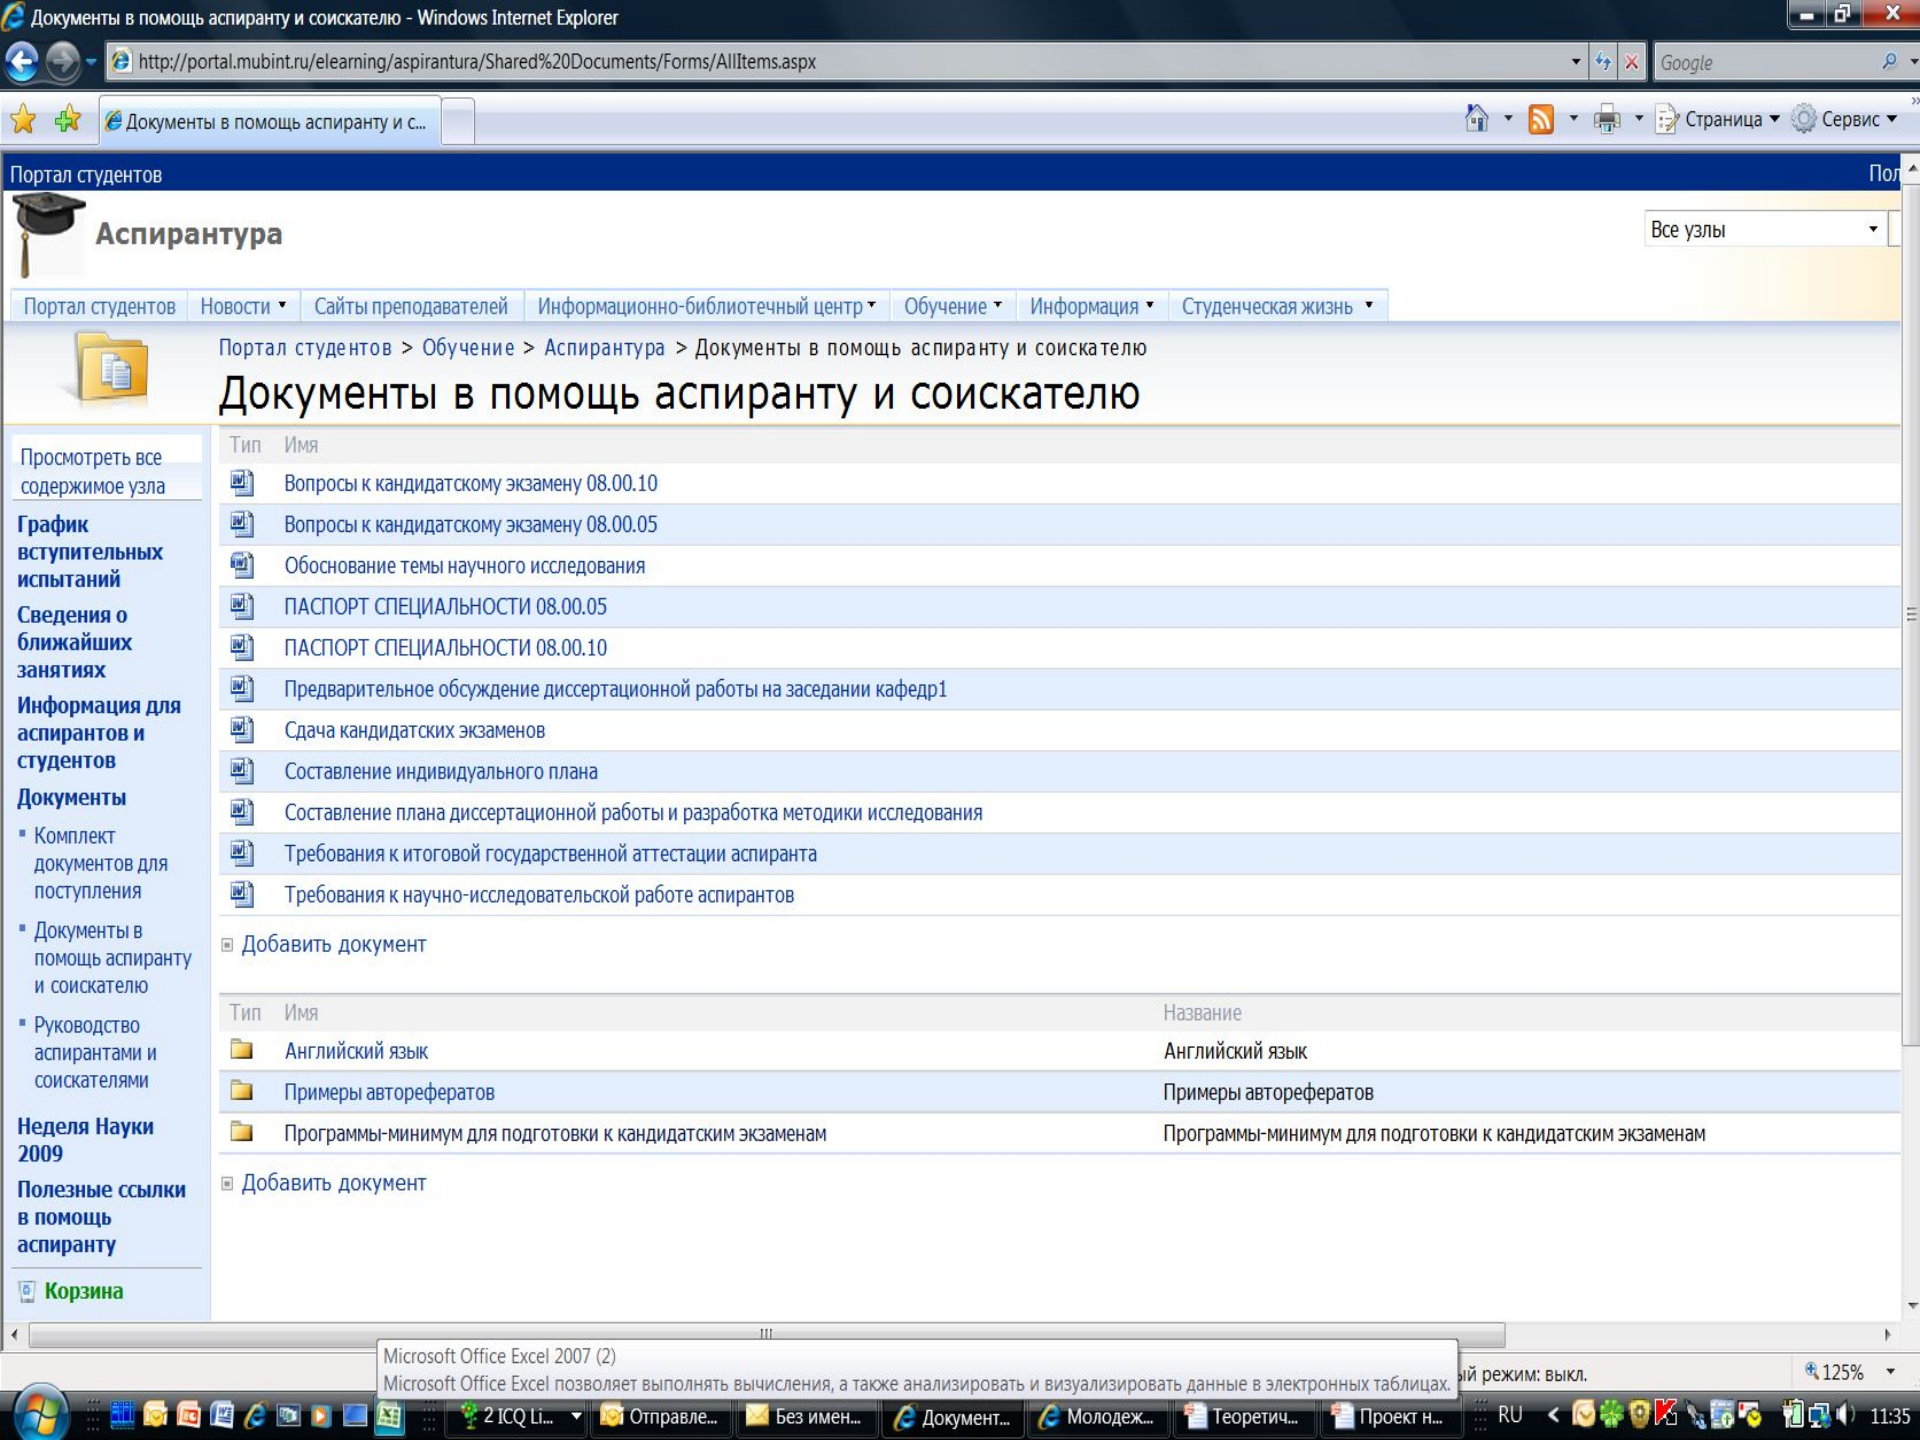 Документы в помощь аспиранту и соискателю - Windows Internet Explorer
http://portal.mubint.ru/elearning/aspirantura/Shared%20Documents/Forms/AllItems.aspx
Google
Документы в помощь аспиранту и с...
Страница
Сервис
Портал студентов
Пол
Аспирантура
Все узлы
Портал студентов Новости Сайты преподавателей Информационно-библиотечный центр Обучение Информация Студенческая жизнь
Портал студентов > Обучение > Аспирантура > Документы в помощь аспиранту и соискателю
Документы в помощь аспиранту и соискателю
Просмотреть все
содержимое узла
График
вступительных
испытаний
Сведения о
ближайших
занятиях
Информация для
аспирантов и
студентов
Документы
Комплект
документов для
поступления
Документы в
помощь аспиранту
и соискателю
Руководство
аспирантами и
соискателями
Неделя Науки
2009
Полезные ссылки
в помощь
аспиранту
Корзина
Тип Имя
Вопросы к кандидатскому экзамену 08.00.10
Вопросы к кандидатскому экзамену 08.00.05
Обоснование темы научного исследования
ПАСПОРТ СПЕЦИАЛЬНОСТИ 08.00.05
ПАСПОРТ СПЕЦИАЛЬНОСТИ 08.00.10
Предварительное обсуждение диссертационной работы на заседании кафедр1
Сдача кандидатских экзаменов
Составление индивидуального плана
Составление плана диссертационной работы и разработка методики исследования
Требования к итоговой государственной аттестации аспиранта
Требования к научно-исследовательской работе аспирантов
Добавить документ
Тип Имя Название
Английский язык Английский язык
Примеры авторефератов Примеры авторефератов
Программы-минимум для подготовки к кандидатским экзаменам Программы-минимум для подготовки к кандидатским экзаменам
Добавить документ
Microsoft Office Excel 2007 (2)
Microsoft Office Excel позволяет выполнять вычисления, а также анализировать и визуализировать данные в электронных таблицах.
ый режим: выкл.
125%
2 ICQ Li... Отправле... Без имен... Документ... Молодеж... Теоретич... Проект н... RU 11:35